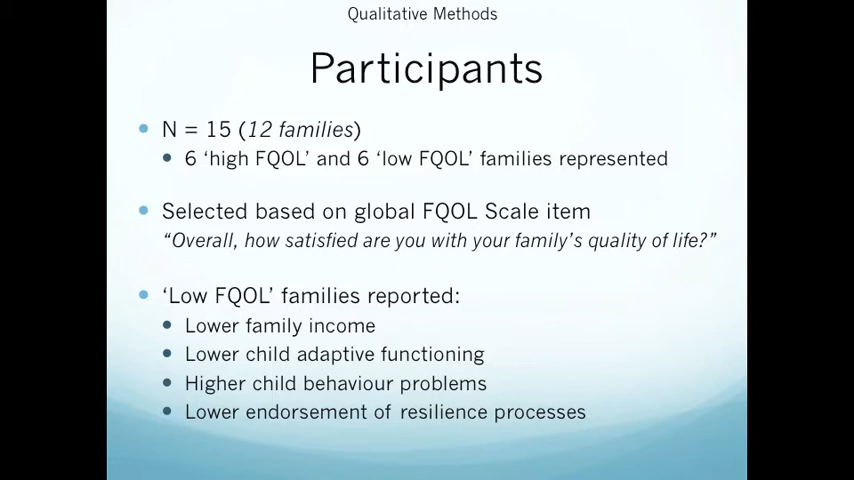 Qualitative Methods
Participants
• N = 15 (12 families)
• 6 ‘high FQOL’ and 6 ‘low FQOL’ families represented
• Selected based on global FQOL Scale item
“Overall, how satisfied are you with your family’s quality of life?”
• ‘Low FQOL’ families reported:
• Lower family income
• Lower child adaptive functioning
• Higher child behaviour problems
• Lower endorsement of resilience processes